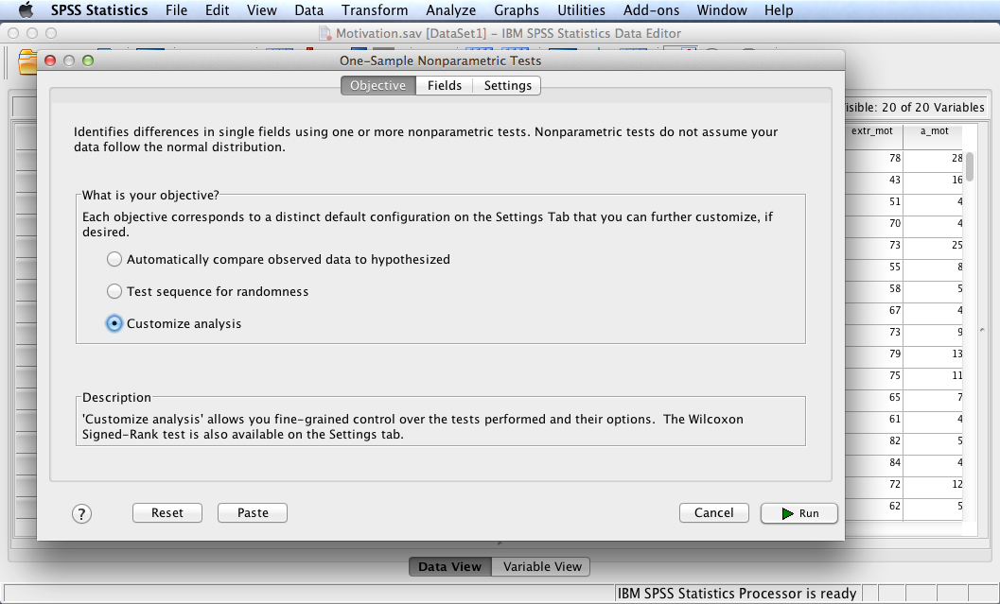 SPSS Statistics File Edit View Data Transform Analyze Graphs Utilities Add-ons Window Help
Motivation.sav [DataSet1] – IBM SPSS Statistics Data Editor
One-Sample Nonparametric Tests
Objective Fields Settings
isible: 20 of 20 Variables
Identifies differences in single fields using one or more nonparametric tests. Nonparametric tests do not assume your
data follow the normal distribution.
What is your objective?
Each objective corresponds to a distinct default configuration on the Settings Tab that you can further customize, if
desired.
Automatically compare observed data to hypothesized
Test sequence for randomness
Customize analysis
Description
'Customize analysis' allows you fine-grained control over the tests performed and their options. The Wilcoxon
Signed-Rank test is also available on the Settings tab.
? Reset Paste Cancel Run
extr_mot a_mot
78 28
43 16
51 4
70 4
73 25
55 8
58 5
67 4
73 9
79 13
75 11
65 7
61 4
82 5
84 4
72 12
62 5
Data View Variable View
IBM SPSS Statistics Processor is ready